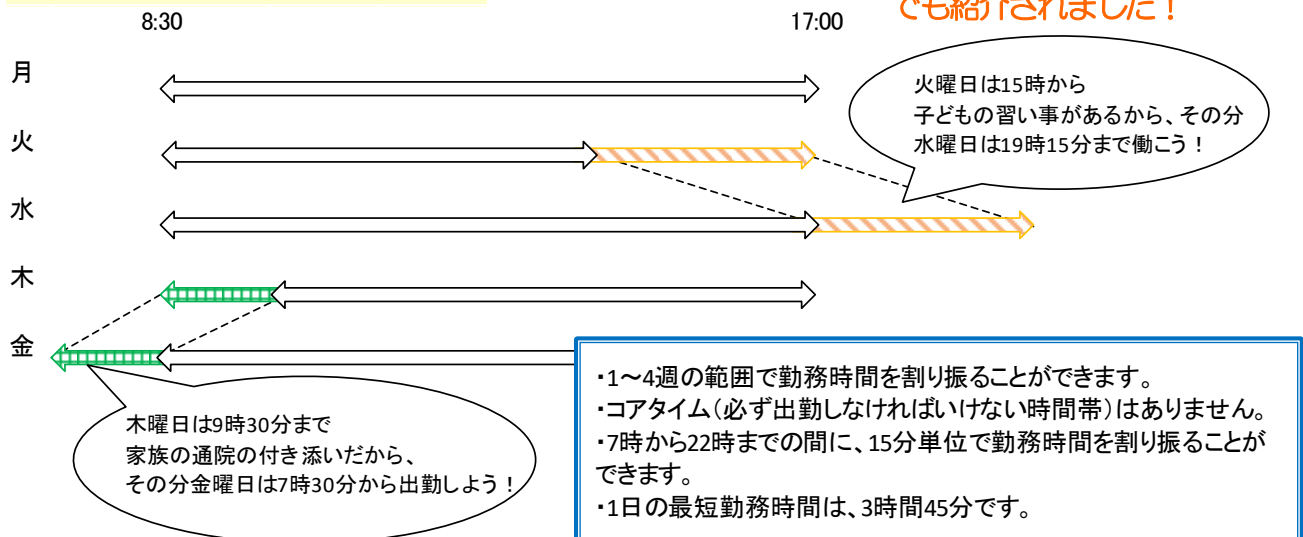 でも紹介されました！
8:30
17:00
月
火曜日は15時から
子どもの習い事があるから、その分
水曜日は19時15分まで働こう！
火
水
木
金
・1～4週の範囲で勤務時間を割り振ることができます。
・コアタイム（必ず出勤しなければいけない時間帯）はありません。
・7時から22時までの間に、15分単位で勤務時間を割り振ることが
できます。
・1日の最短勤務時間は、3時間45分です。
木曜日は9時30分まで
家族の通院の付き添いだから、
その分金曜日は7時30分から出勤しよう！